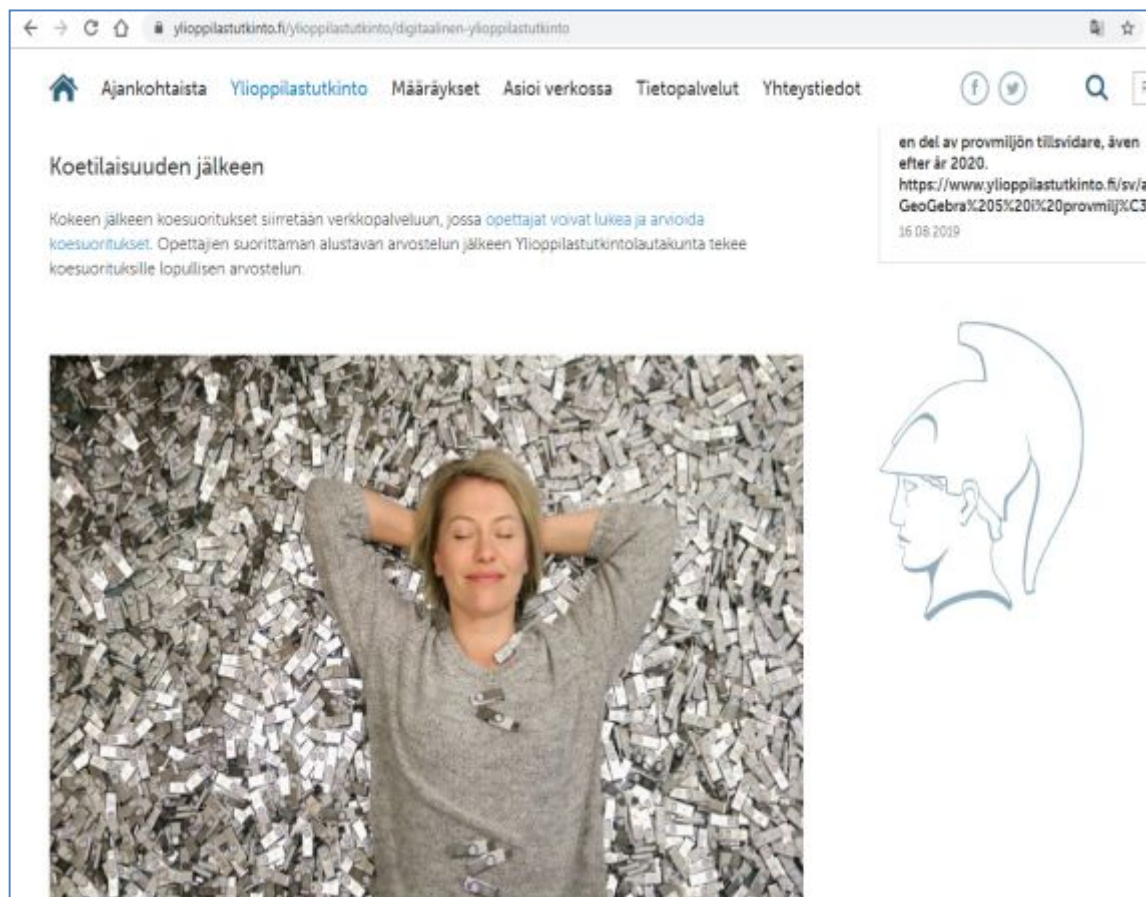 ylioppilastutkinto.fi/ylioppilastutkinto/digitaalinen-ylioppilastutkinto
Ajankohtaista Ylioppilastutkinto Määräykset Asioi verkossa Tietopalvelut Yhteystiedot
Koetilaisuuden jälkeen
Kokeen jälkeen koesuoritukset siirretään verkkopalveluun, jossa opettajat voivat lukea ja arvioida
koesuoritukset. Opettajien suorittaman alustavan arvostelun jälkeen Ylioppilastutkintolautakunta tekee
koesuorituksille lopullisen arvostelun.
en del av provmiljön tillsvidare, även
efter år 2020.
https://www.ylioppilastutkinto.fi/sv/a
GeoGebra%205%20i%20provmilj%C3
16.08.2019